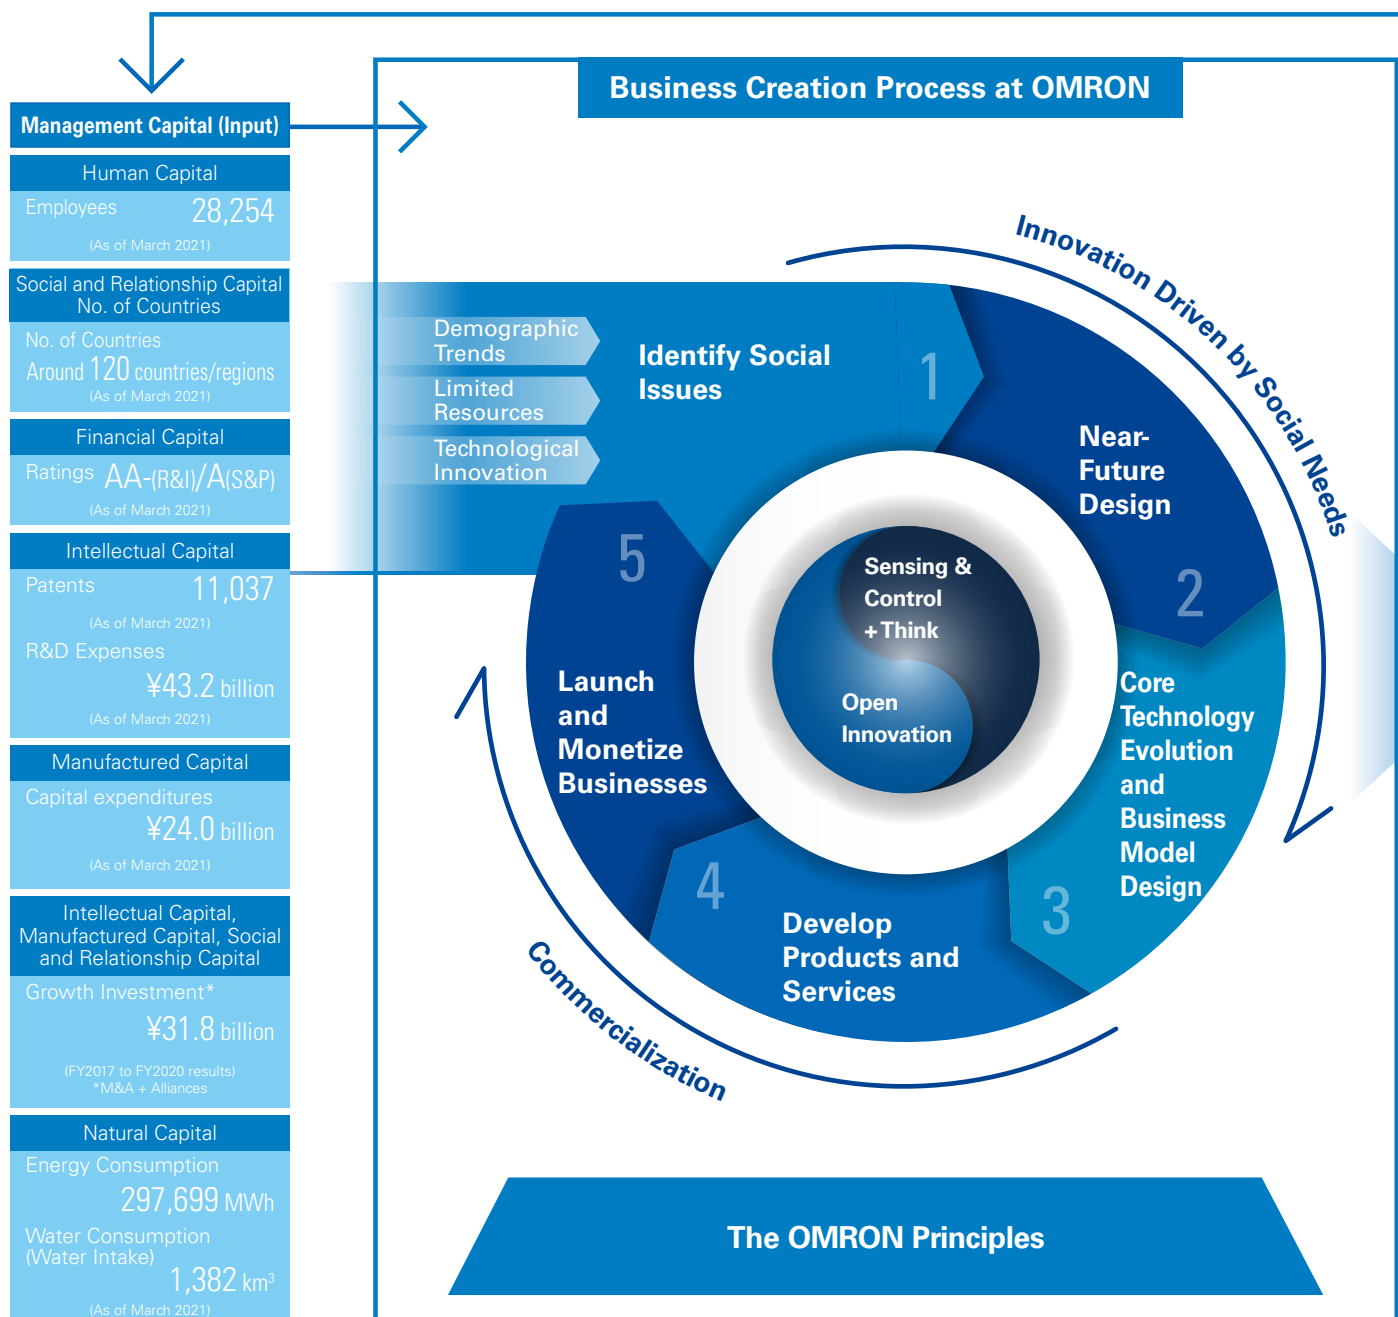 Business Creation Process at OMRON
Management Capital (Input)
Human Capital
Employees 28,254
(As of March 2021)
Social and Relationship Capital
No. of Countries
No. of Countries
Around 120 countries/regions
(As of March 2021)
Financial Capital
Ratings AA-(R&I)/A(S&P)
(As of March 2021)
Intellectual Capital
Patents 11,037
(As of March 2021)
R&D Expenses
¥43.2 billion
(As of March 2021)
Manufactured Capital
Capital expenditures
¥24.0 billion
(As of March 2021)
Intellectual Capital,
Manufactured Capital, Social
and Relationship Capital
Growth Investment*
¥31.8 billion
(FY2017 to FY2020 results)
*M&A + Alliances
Natural Capital
Energy Consumption
297,699 MWh
Water Consumption
(Water Intake)
1,382 km³
(As of March 2021)
Demographic
Trends
Limited
Resources
Technological
Innovation
Identify Social
Issues
1
Innovation Driven by Social Needs
Near-
Future
Design
2
Core
Technology
Evolution
and
Business
Model
Design
3
Develop
Products and
Services
4
Launch
and
Monetize
Businesses
5
Commercialization
Sensing &
Control
+ Think
Open
Innovation
The OMRON Principles